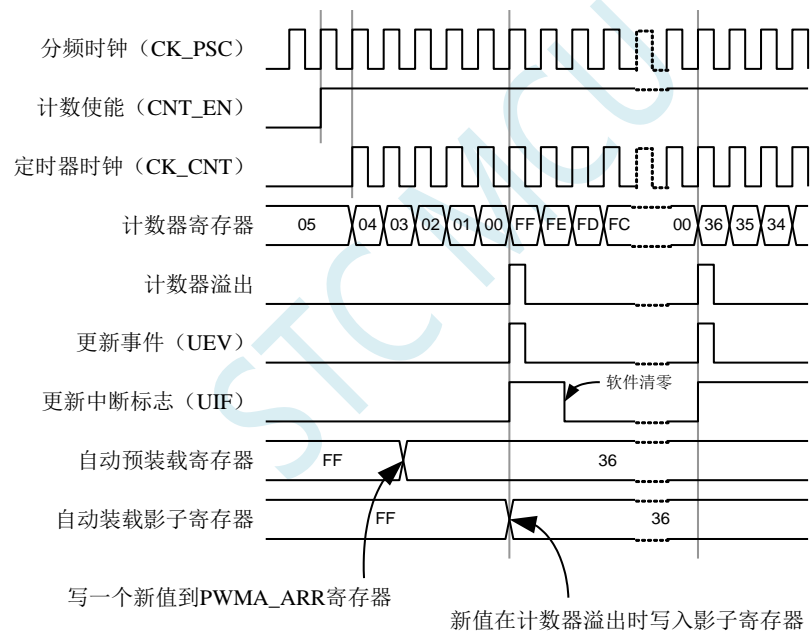 分频时钟（CK_PSC）
计数使能（CNT_EN）
定时器时钟（CK_CNT）
计数器寄存器 05 04 03 02 01 00 FF FE FD FC 00 36 35 34
计数器溢出
更新事件（UEV）
更新中断标志（UIF） 软件清零
自动预装载寄存器 FF 36
自动装载影子寄存器 FF 36
写一个新值到PWMA_ARR寄存器
新值在计数器溢出时写入影子寄存器
STC MCU